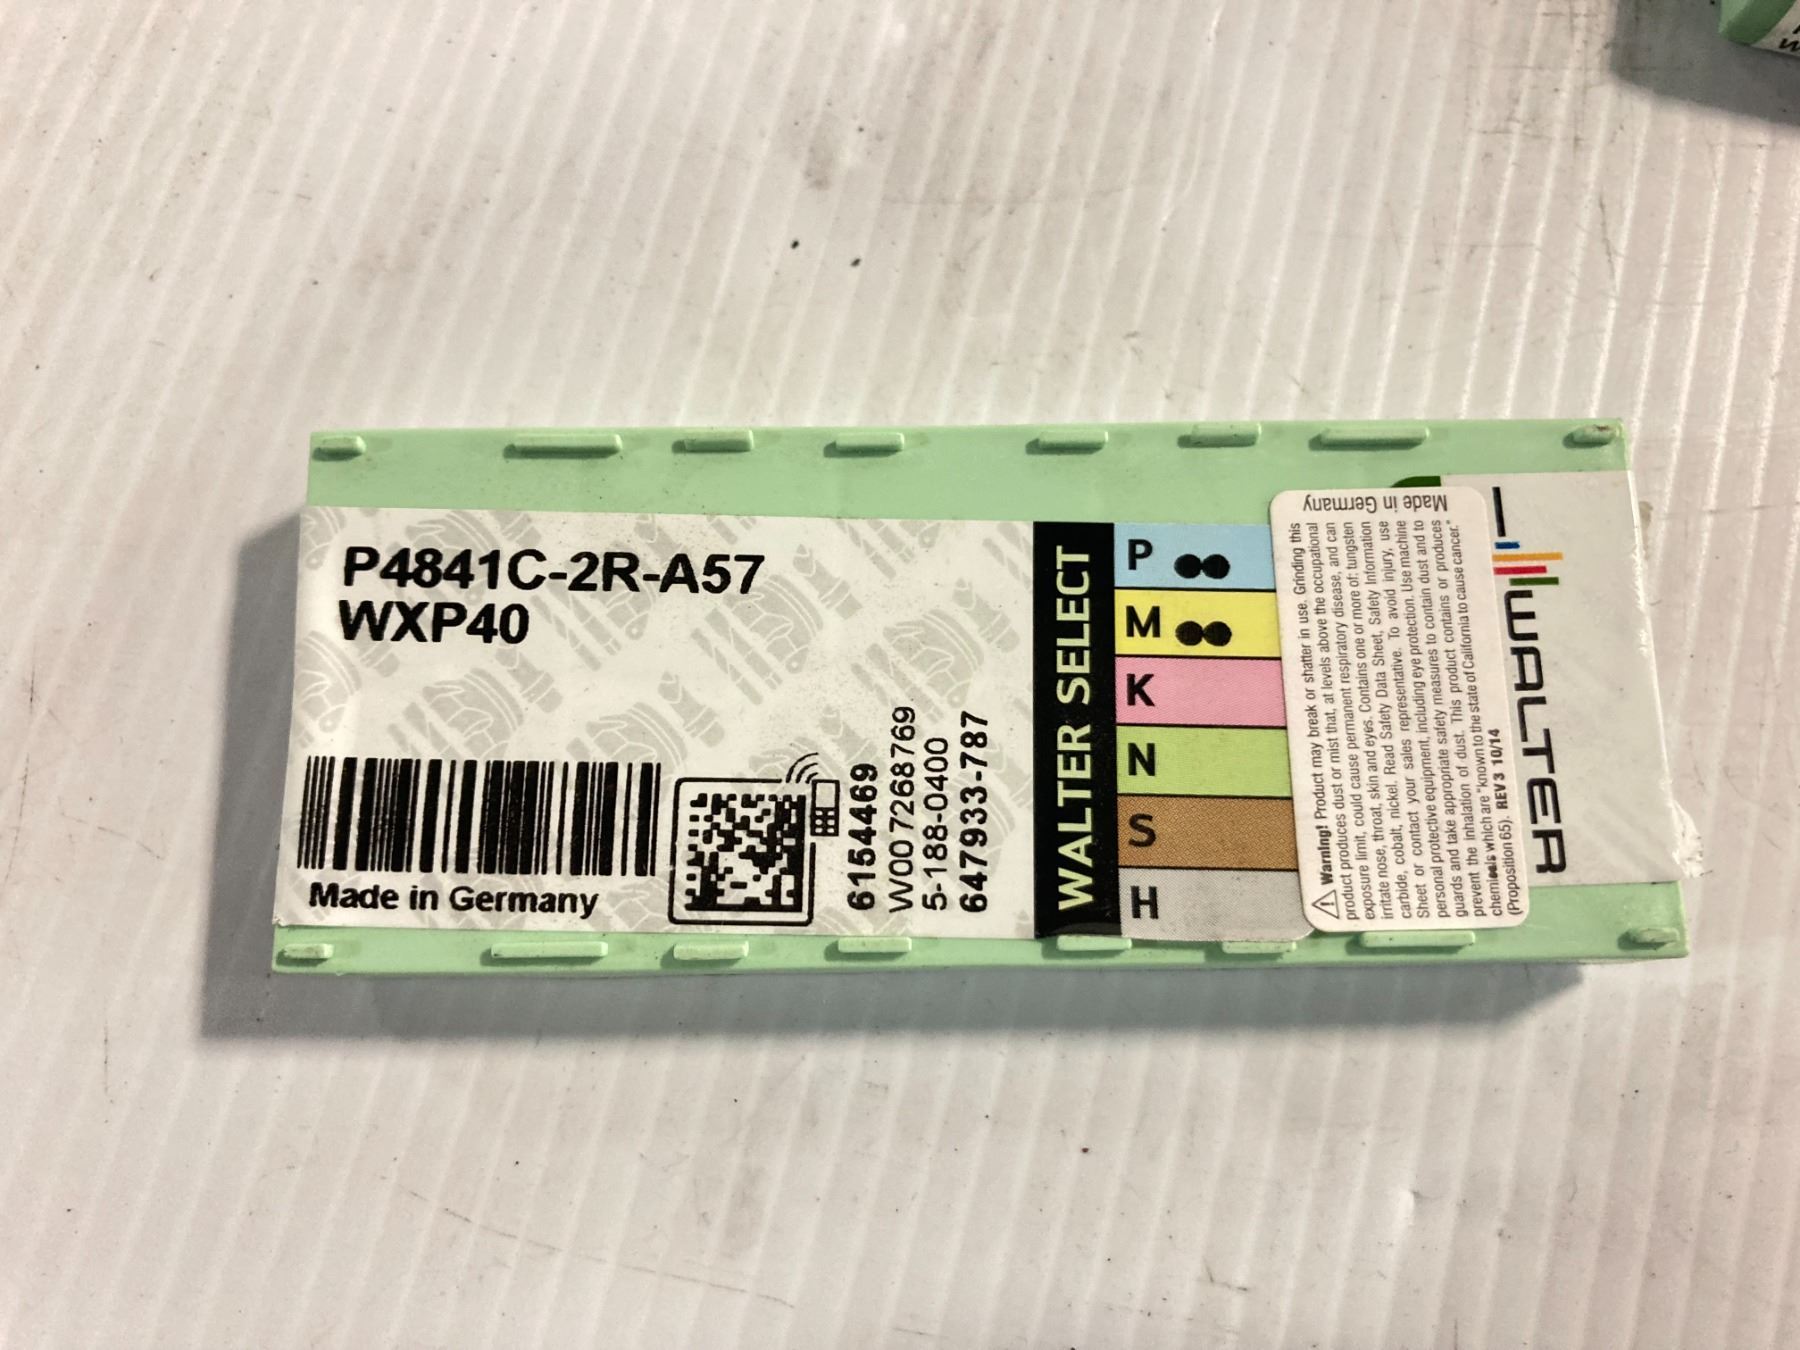 P4841C-2R-A57
WXP40
Made in Germany
6154469
W007268769
5-188-0400
647933-787
WALTER SELECT
P
M
K
N
S
H
Made in Germany
Warning! Product may break or shatter in use. Grinding this
product produces dust or mist that, at levels above the occupational
exposure limit, could cause permanent respiratory disease, and can
irritate nose, throat, skin and eyes. Contains one or more of: tungsten
carbide, cobalt, nickel. Read Safety Data Sheet, Safety Information
Sheet or contact your sales representative. To avoid injury, use
personal protective equipment, including eye protection. Use machine
guards and take appropriate safety measures to contain dust and to
prevent the inhalation of dust. This product contains or produces
chemicals which are "known to the state of California to cause cancer."
(Proposition 65). REV 3 10/14
WALTER